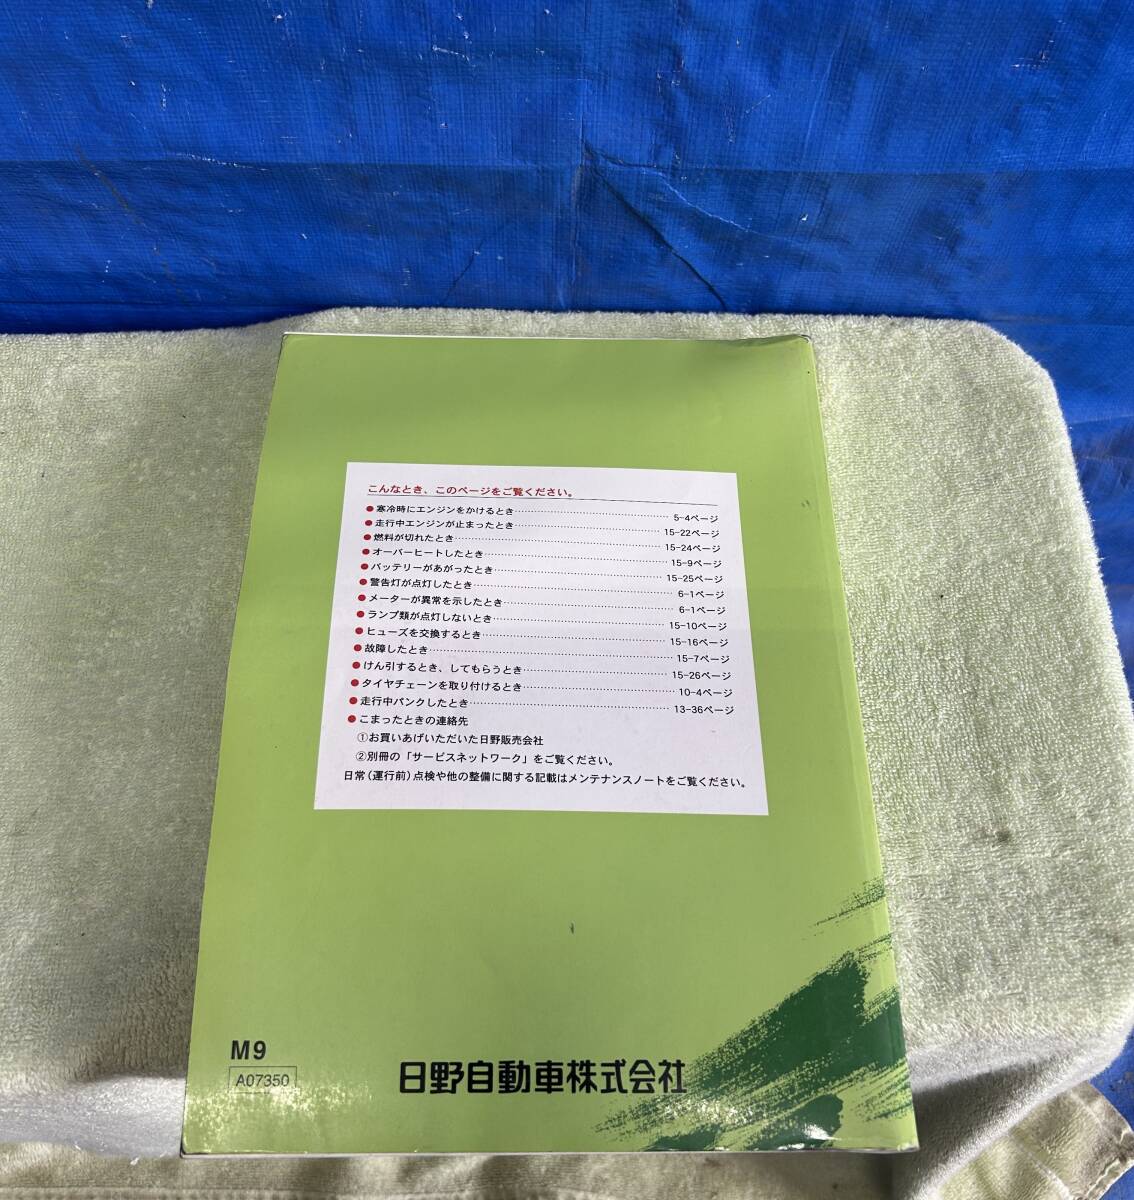 こんなとき、このページをご覧ください。
●寒冷時にエンジンをかけるとき…………5-4ページ
●走行中エンジンが止まったとき…………15-22ページ
●燃料が切れたとき…………15-24ページ
●オーバーヒートしたとき…………15-9ページ
●バッテリーがあがったとき…………15-25ページ
●警告灯が点灯したとき…………6-1ページ
●メーターが異常を示したとき…………6-1ページ
●ランプ類が点灯しないとき…………15-10ページ
●ヒューズを交換するとき…………15-16ページ
●故障したとき…………15-7ページ
●けん引するとき、してもらうとき…………15-26ページ
●タイヤチェーンを取り付けるとき…………10-4ページ
●走行中パンクしたとき…………13-36ページ
●こまったときの連絡先
①お買いあげいただいた日野販売会社
②別冊の「サービスネットワーク」をご覧ください。
日常(運行前)点検や他の整備に関する記載はメンテナンスノートをご覧ください。
M9
A07350
日野自動車株式会社